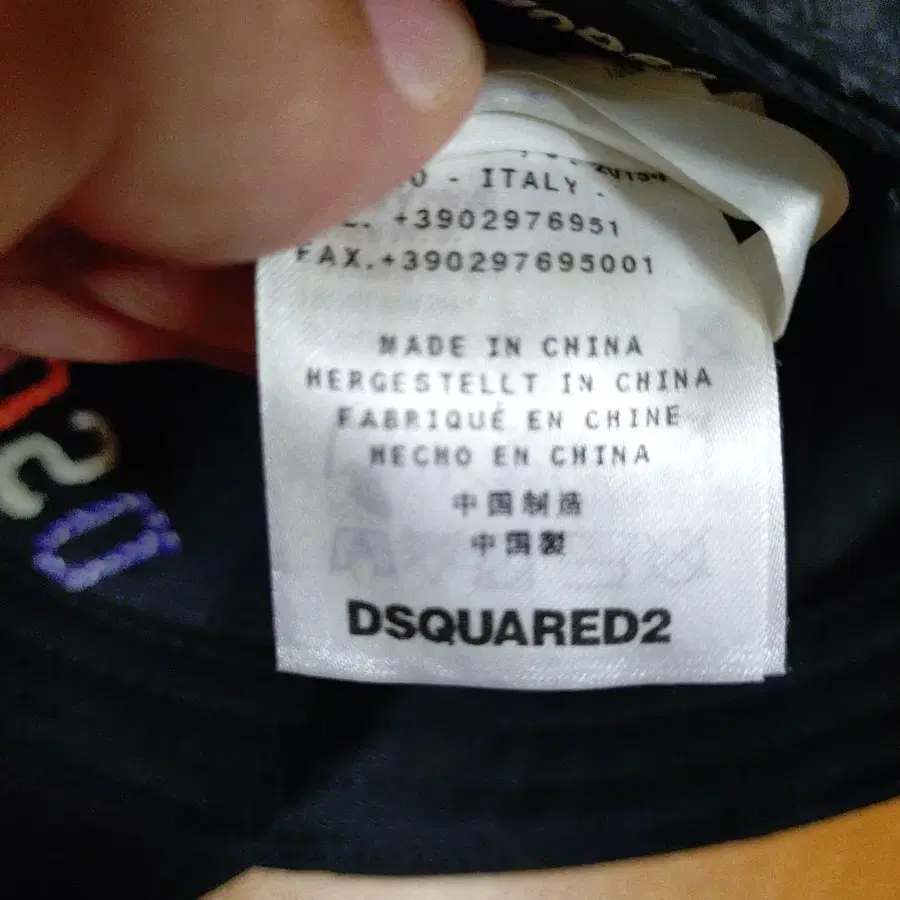 20154
- ITALY -
+3902976951
FAX.+390297695001
MADE IN CHINA
HERGESTELLT IN CHINA
FABRIQUÉ EN CHINE
HECHO EN CHINA
中国制造
中国製
DSQUARED2